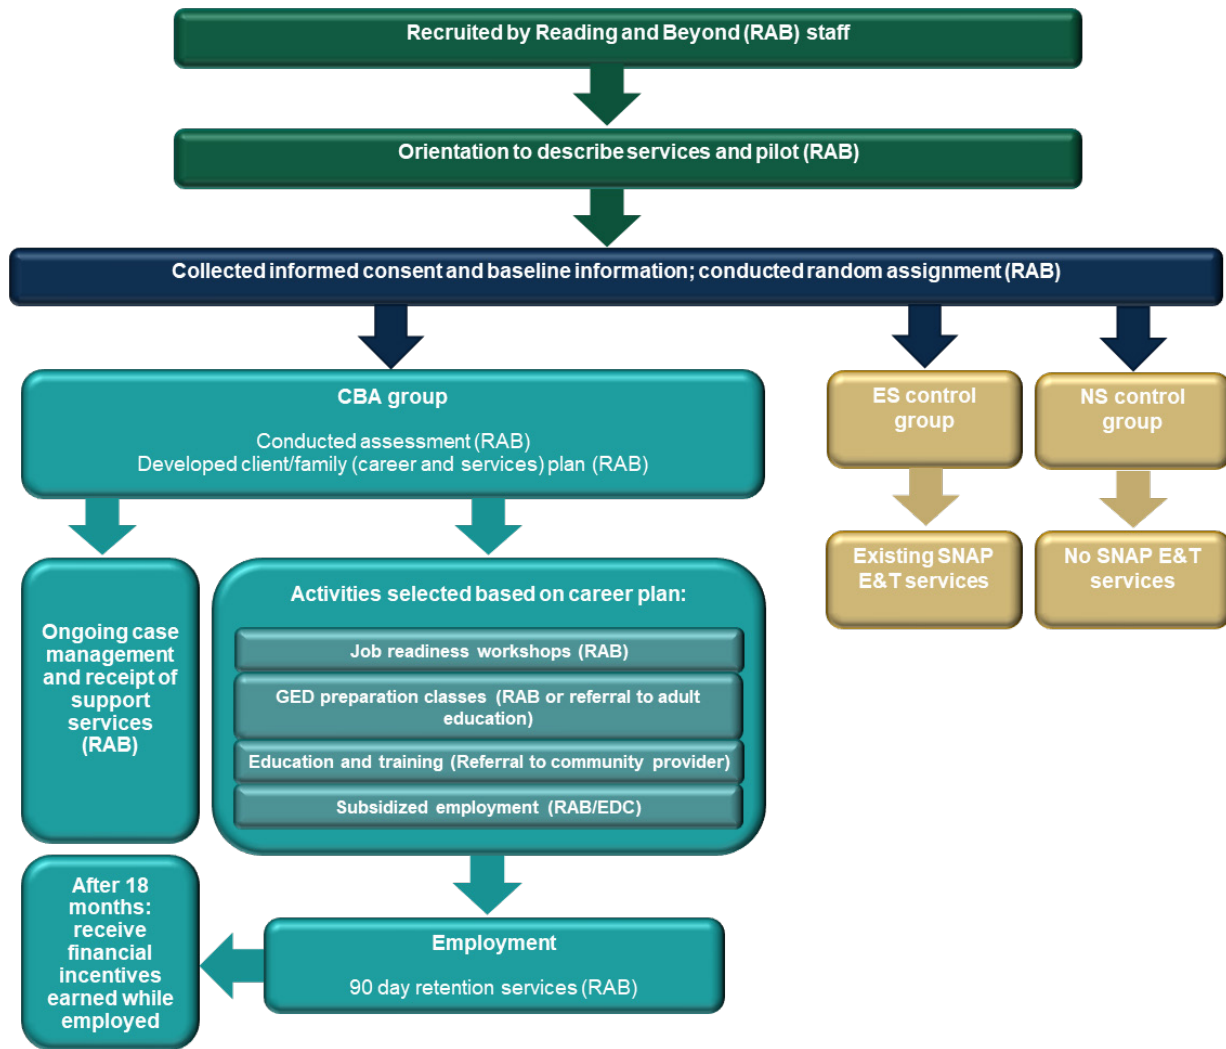 Recruited by Reading and Beyond (RAB) staff
Orientation to describe services and pilot (RAB)
Collected informed consent and baseline information; conducted random assignment (RAB)
CBA group
Conducted assessment (RAB)
Developed client/family (career and services) plan (RAB)
ES control
group
NS control
group
Existing SNAP
E&T services
No SNAP E&T
services
Ongoing case
management
and receipt of
support
services
(RAB)
Activities selected based on career plan:
Job readiness workshops (RAB)
GED preparation classes (RAB or referral to adult
education)
Education and training (Referral to community provider)
Subsidized employment (RAB/EDC)
After 18
months:
receive
financial
incentives
earned while
employed
Employment
90 day retention services (RAB)